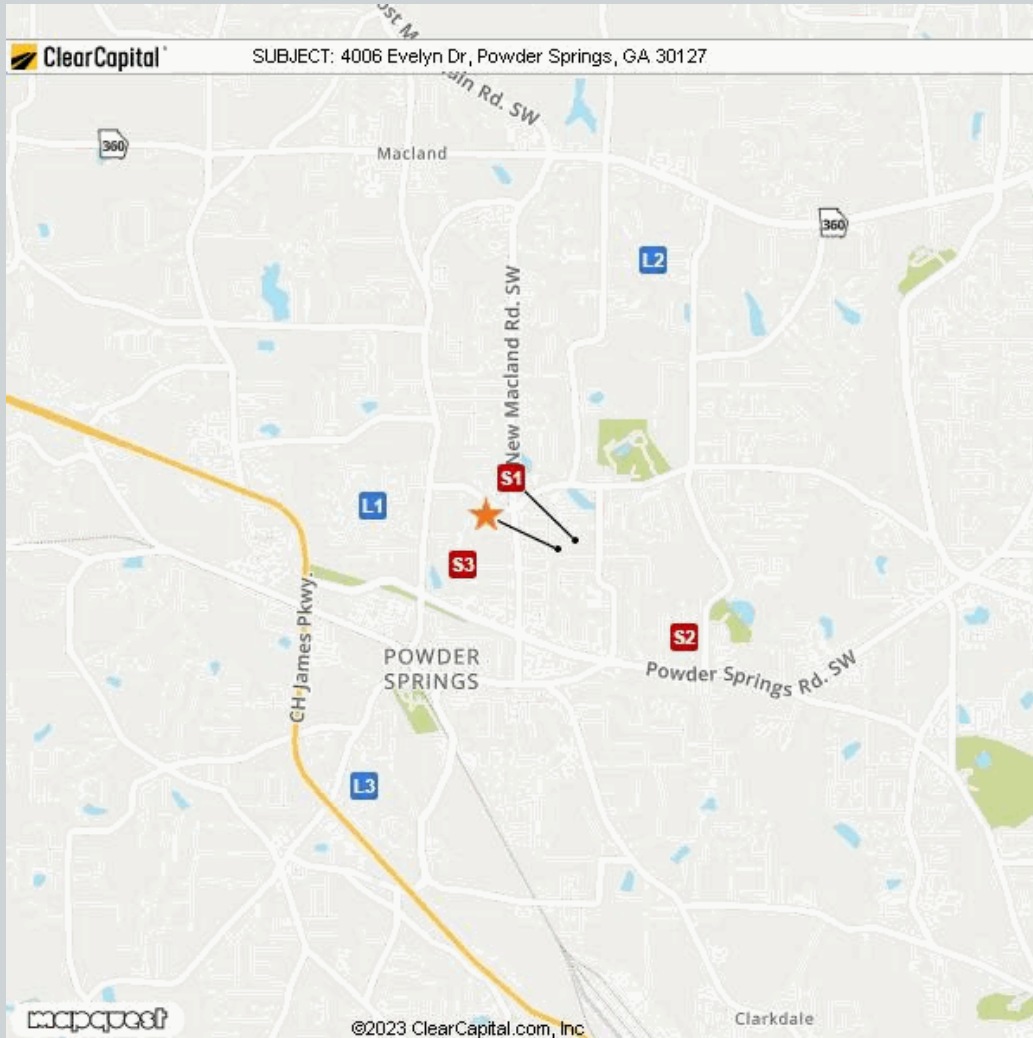 ClearCapital®
SUBJECT: 4006 Evelyn Dr, Powder Springs, GA 30127
Rd. SW
360
Macland
360
L2
New Macland Rd. SW
S1
L1
S3
S2
POWDER
SPRINGS
Powder Springs Rd. SW
CH James Pkwy.
L3
mapquest
©2023 ClearCapital.com, Inc
Clarkdale